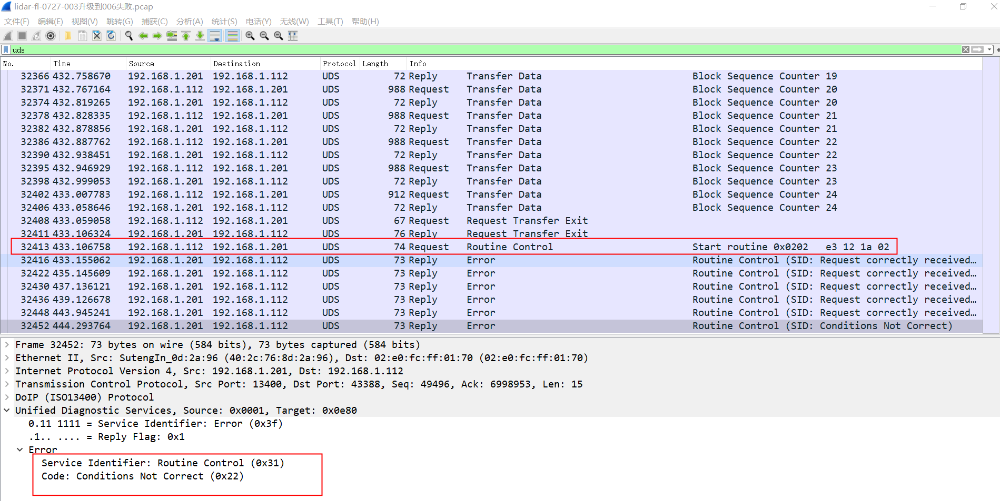 lidar-fl-0727-003升级到006失败.pcap
文件(F) 编辑(E) 视图(V) 跳转(G) 捕获(C) 分析(A) 统计(S) 电话(Y) 无线(W) 工具(T) 帮助(H)
uds
No. Time Source Destination Protocol Length Info
32366 432.758670 192.168.1.201 192.168.1.112 UDS 72 Reply Transfer Data Block Sequence Counter 19
32371 432.767164 192.168.1.112 192.168.1.201 UDS 988 Request Transfer Data Block Sequence Counter 20
32374 432.819265 192.168.1.201 192.168.1.112 UDS 72 Reply Transfer Data Block Sequence Counter 20
32378 432.828335 192.168.1.112 192.168.1.201 UDS 988 Request Transfer Data Block Sequence Counter 21
32382 432.878856 192.168.1.201 192.168.1.112 UDS 72 Reply Transfer Data Block Sequence Counter 21
32386 432.887762 192.168.1.112 192.168.1.201 UDS 988 Request Transfer Data Block Sequence Counter 22
32390 432.938451 192.168.1.201 192.168.1.112 UDS 72 Reply Transfer Data Block Sequence Counter 22
32395 432.946929 192.168.1.112 192.168.1.201 UDS 988 Request Transfer Data Block Sequence Counter 23
32398 432.999053 192.168.1.201 192.168.1.112 UDS 72 Reply Transfer Data Block Sequence Counter 23
32402 433.007783 192.168.1.112 192.168.1.201 UDS 912 Request Transfer Data Block Sequence Counter 24
32406 433.058646 192.168.1.201 192.168.1.112 UDS 72 Reply Transfer Data Block Sequence Counter 24
32408 433.059058 192.168.1.112 192.168.1.201 UDS 67 Request Request Transfer Exit
32411 433.106324 192.168.1.201 192.168.1.112 UDS 76 Reply Request Transfer Exit
32413 433.106758 192.168.1.112 192.168.1.201 UDS 74 Request Routine Control Start routine 0x0202 e3 12 1a 02
32416 433.155062 192.168.1.201 192.168.1.112 UDS 73 Reply Error Routine Control (SID: Request correctly received…
32422 435.145609 192.168.1.201 192.168.1.112 UDS 73 Reply Error Routine Control (SID: Request correctly received…
32430 437.136121 192.168.1.201 192.168.1.112 UDS 73 Reply Error Routine Control (SID: Request correctly received…
32436 439.126678 192.168.1.201 192.168.1.112 UDS 73 Reply Error Routine Control (SID: Request correctly received…
32448 443.945241 192.168.1.201 192.168.1.112 UDS 73 Reply Error Routine Control (SID: Request correctly received…
32452 444.293764 192.168.1.201 192.168.1.112 UDS 73 Reply Error Routine Control (SID: Conditions Not Correct)
Frame 32452: 73 bytes on wire (584 bits), 73 bytes captured (584 bits)
Ethernet II, Src: SutengIn_0d:2a:96 (40:2c:76:8d:2a:96), Dst: 02:e0:fc:ff:01:70 (02:e0:fc:ff:01:70)
Internet Protocol Version 4, Src: 192.168.1.201, Dst: 192.168.1.112
Transmission Control Protocol, Src Port: 13400, Dst Port: 43388, Seq: 49496, Ack: 6998953, Len: 15
DoIP (ISO13400) Protocol
Unified Diagnostic Services, Source: 0x0001, Target: 0x0e80
0.11 1111 = Service Identifier: Error (0x3f)
.1.. .... = Reply Flag: 0x1
Error
Service Identifier: Routine Control (0x31)
Code: Conditions Not Correct (0x22)